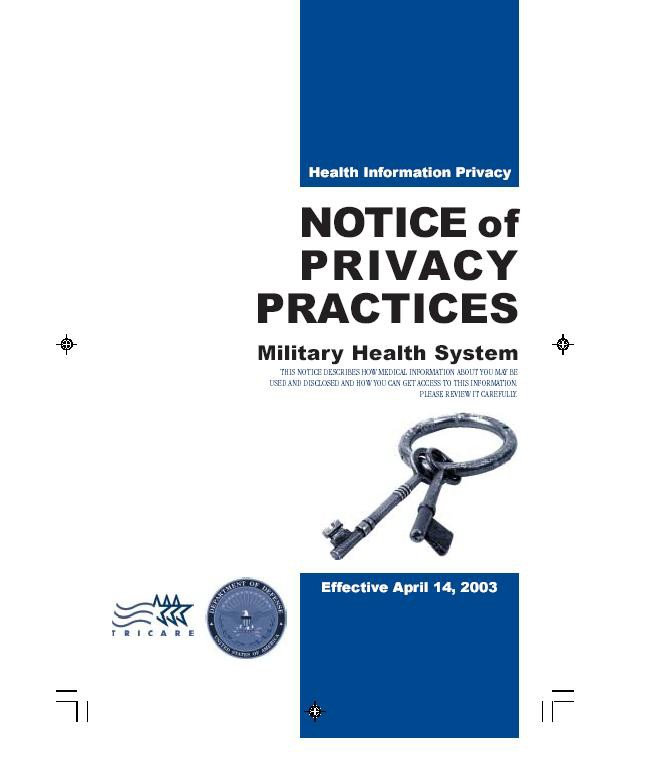 Health Information Privacy
NOTICE of
PRIVACY
PRACTICES
Military Health System
THIS NOTICE DESCRIBES HOW MEDICAL INFORMATION ABOUT YOU MAY BE
USED AND DISCLOSED AND HOW YOU CAN GET ACCESS TO THIS INFORMATION.
PLEASE REVIEW IT CAREFULLY.
Effective April 14, 2003
TRICARE
DEPARTMENT OF DEFENSE
UNITED STATES OF AMERICA